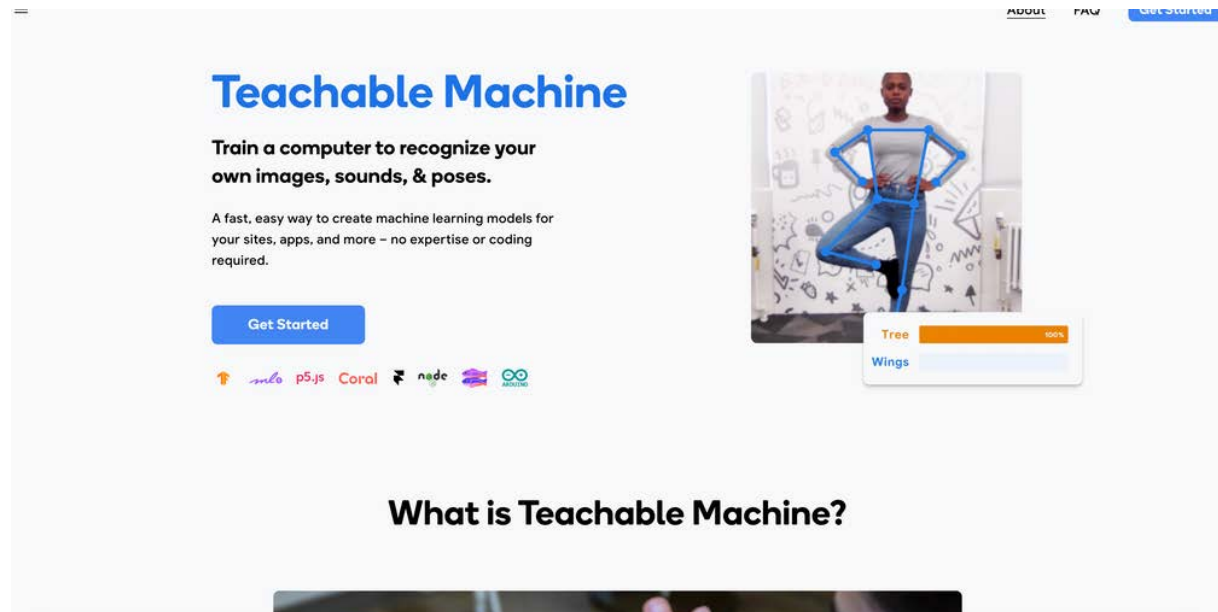 About FAQ Get Started
Teachable Machine
Train a computer to recognize your
own images, sounds, & poses.
A fast, easy way to create machine learning models for
your sites, apps, and more – no expertise or coding
required.
Get Started
p5.js Coral node ARDUINO
Tree 100%
Wings
What is Teachable Machine?